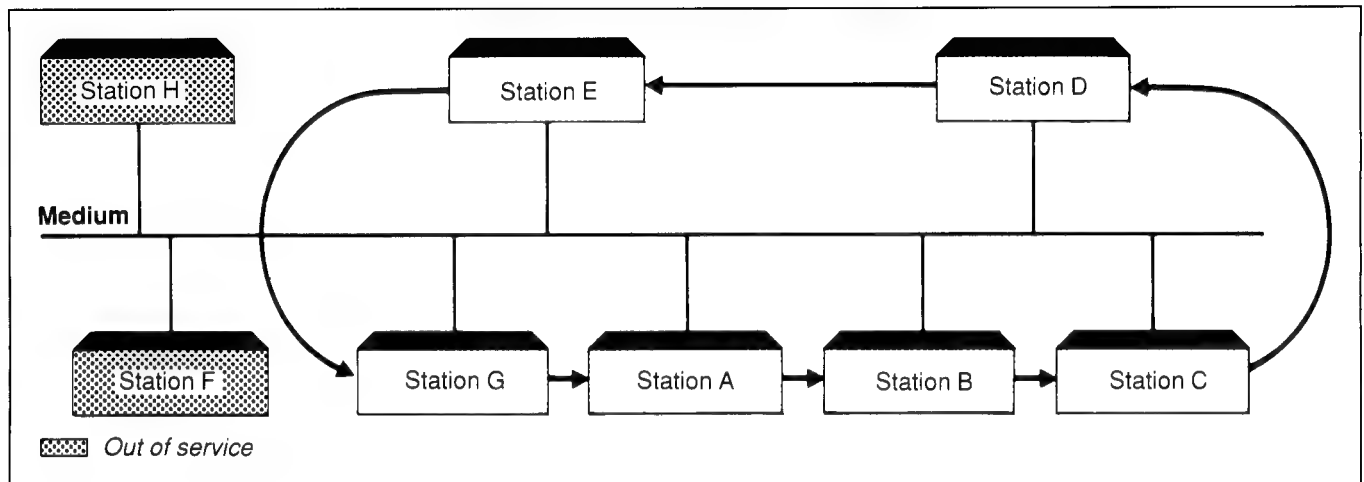 Station H
Station E
Station D
Medium
Station F
Station G
Station A
Station B
Station C
Out of service